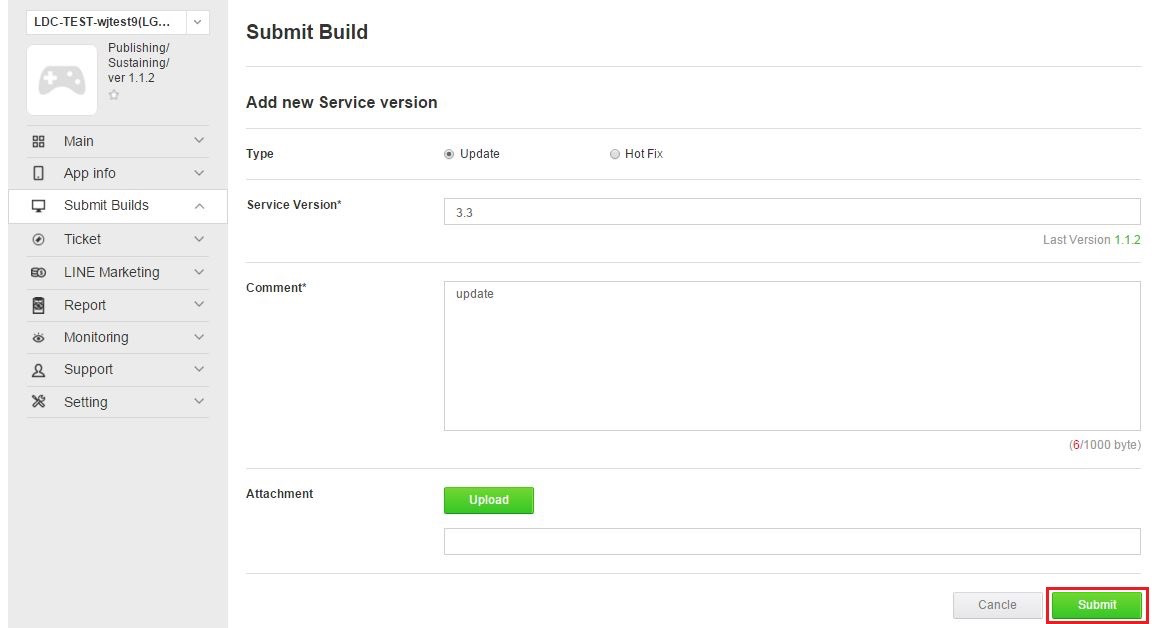 LDC-TEST-wjtest9(LG...
Publishing/
Sustaining/
ver 1.1.2
Main
App info
Submit Builds
Ticket
LINE Marketing
Report
Monitoring
Support
Setting
Submit Build
Add new Service version
Type Update Hot Fix
Service Version* 3.3
Last Version 1.1.2
Comment* update
(6/1000 byte)
Attachment Upload
Cancle Submit